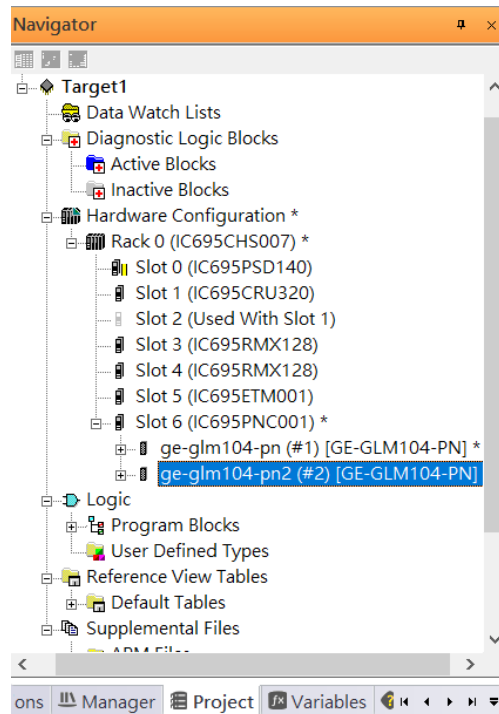 Navigator
Target1
Data Watch Lists
Diagnostic Logic Blocks
Active Blocks
Inactive Blocks
Hardware Configuration *
Rack 0 (IC695CHS007) *
Slot 0 (IC695PSD140)
Slot 1 (IC695CRU320)
Slot 2 (Used With Slot 1)
Slot 3 (IC695RMX128)
Slot 4 (IC695RMX128)
Slot 5 (IC695ETM001)
Slot 6 (IC695PNC001) *
ge-glm104-pn (#1) [GE-GLM104-PN] *
ge-glm104-pn2 (#2) [GE-GLM104-PN]
Logic
Program Blocks
User Defined Types
Reference View Tables
Default Tables
Supplemental Files
ons Manager Project Variables